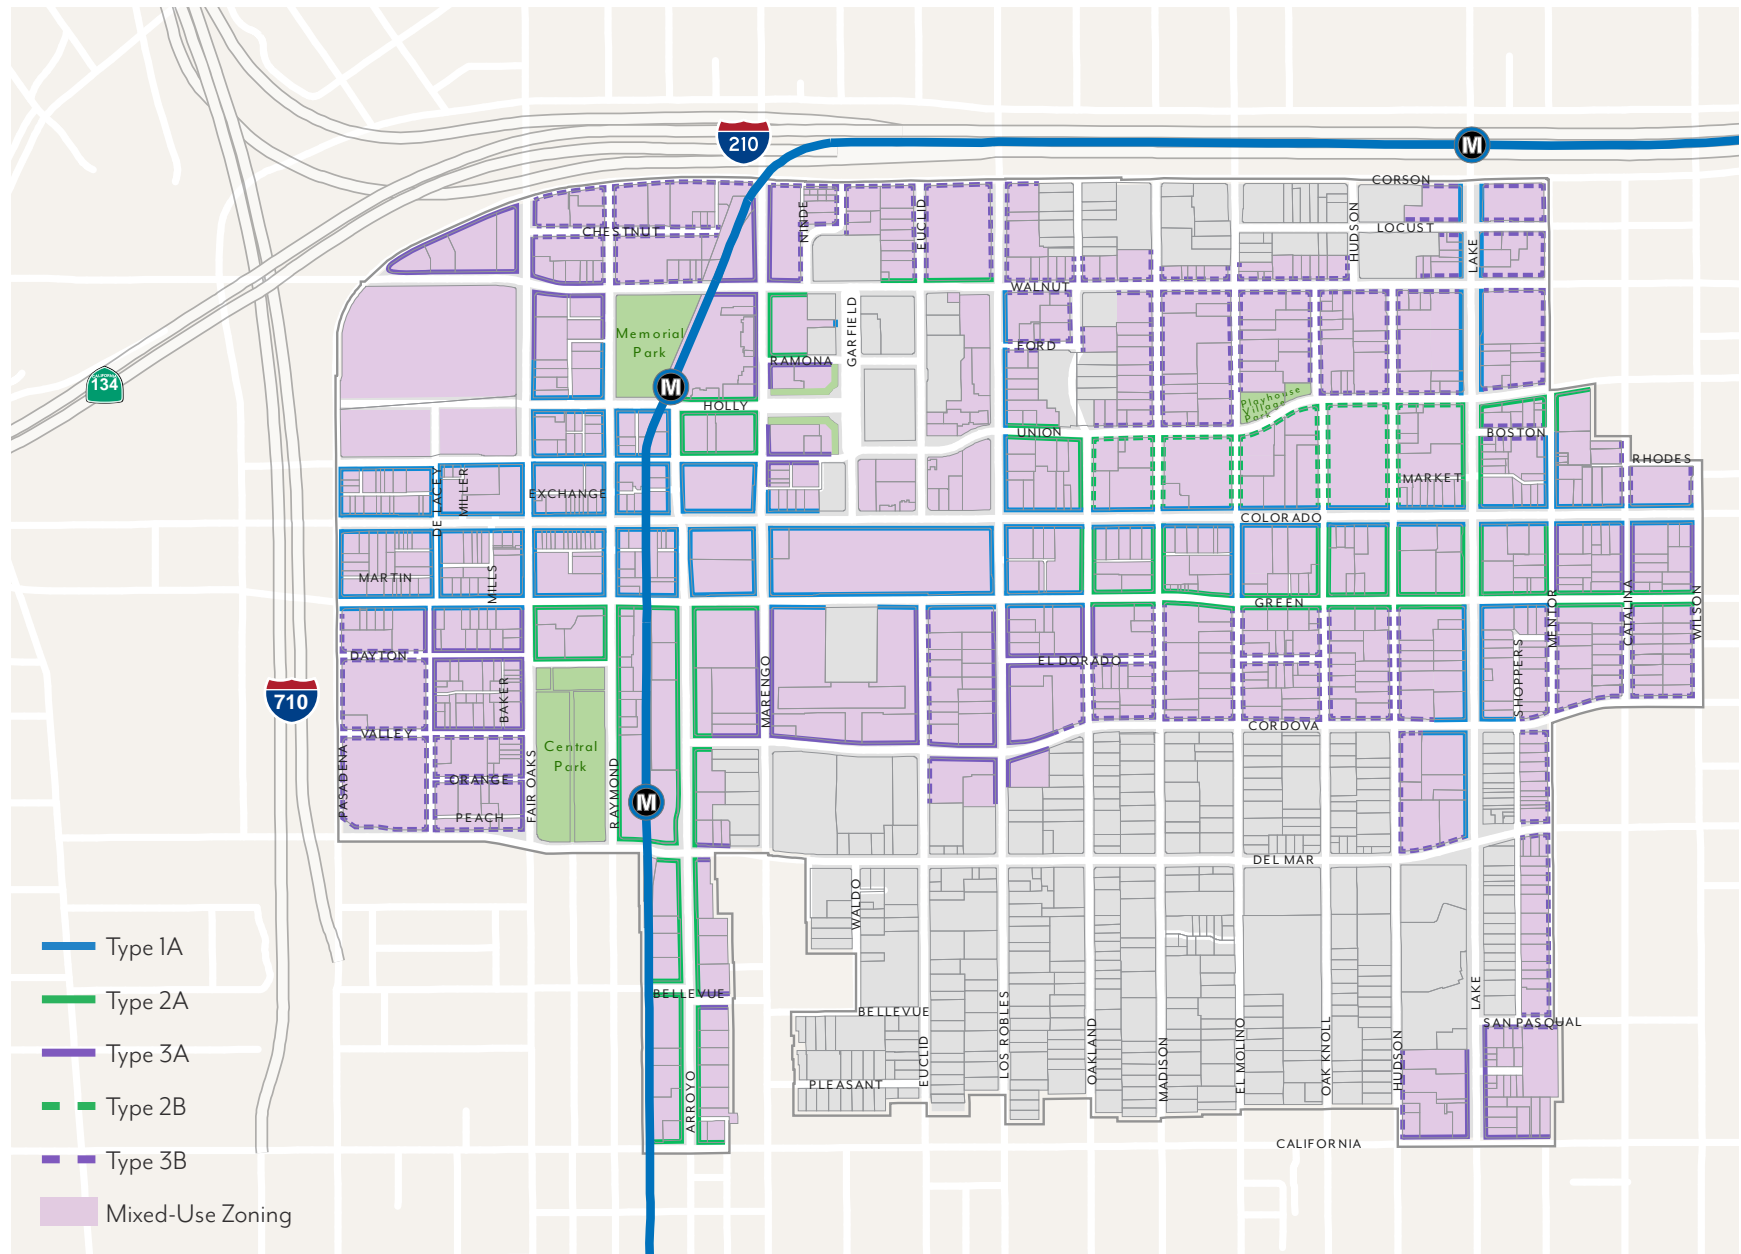 210
M
CORSON
HUDSON
LOCUST
LAKE
NINDE
EUCLID
CHESTNUT
WALNUT
Memorial
Park
GARFIELD
FORD
RAMONA
CALIFORNIA
134
M
HOLLY
Playhouse
Village
Park
UNION
BOSTON
RHODES
MARKET
DE LACEY
MILLER
EXCHANGE
COLORADO
MARTIN
MILLS
GREEN
MENTOR
CATALINA
WILSON
DAYTON
EL DORADO
SHOPPERS
MARENGO
BAKER
710
CORDOVA
VALLEY
Central
Park
PASADENA
ORANGE
FAIR OAKS
RAYMOND
M
PEACH
DEL MAR
WALDO
Type 1A
BELLEVUE
LAKE
Type 2A
BELLEVUE
SAN PASQUAL
LOS ROBLES
EUCLID
OAKLAND
MADISON
EL MOLINO
OAK KNOLL
HUDSON
Type 3A
PLEASANT
ARROYO
Type 2B
CALIFORNIA
Type 3B
Mixed-Use Zoning